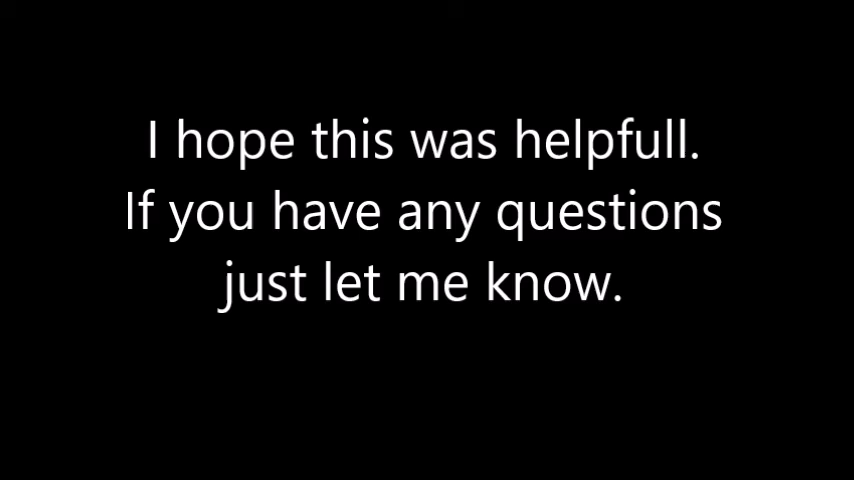 I hope this was helpfull.
If you have any questions
just let me know.